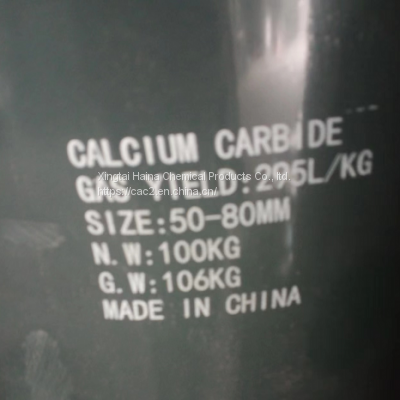 CALCIUM CARBIDE
Xingtai Haina Chemical Products Co., ltd.
GAS YIELD:295L/KG
https://cac2.en.china.cn/
SIZE:50-80MM
N.W:100KG
G.W:106KG
MADE IN CHINA